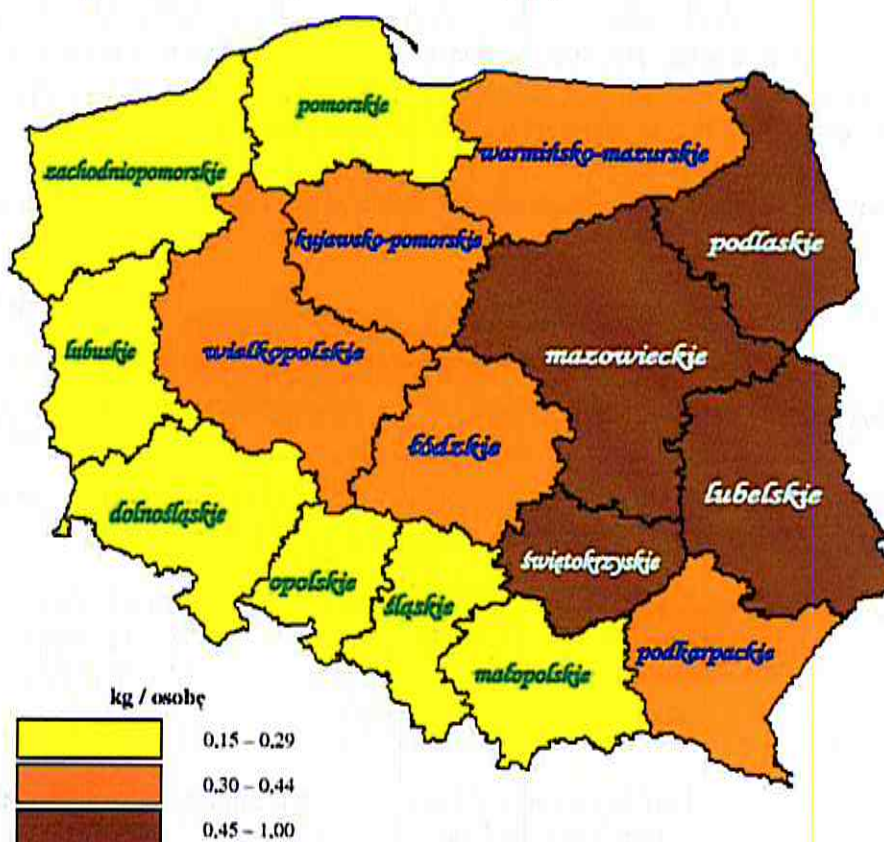 pomorskie
warmińsko-mazurskie
zachodniopomorskie
kujawsko-pomorskie
podlaskie
lubuskie
wielkopolskie
mazowieckie
łódzkie
lubelskie
dolnośląskie
świętokrzyskie
opolskie
śląskie
podkarpackie
małopolskie
kg / osobę
0,15 – 0,29
0,30 – 0,44
0,45 – 1,00